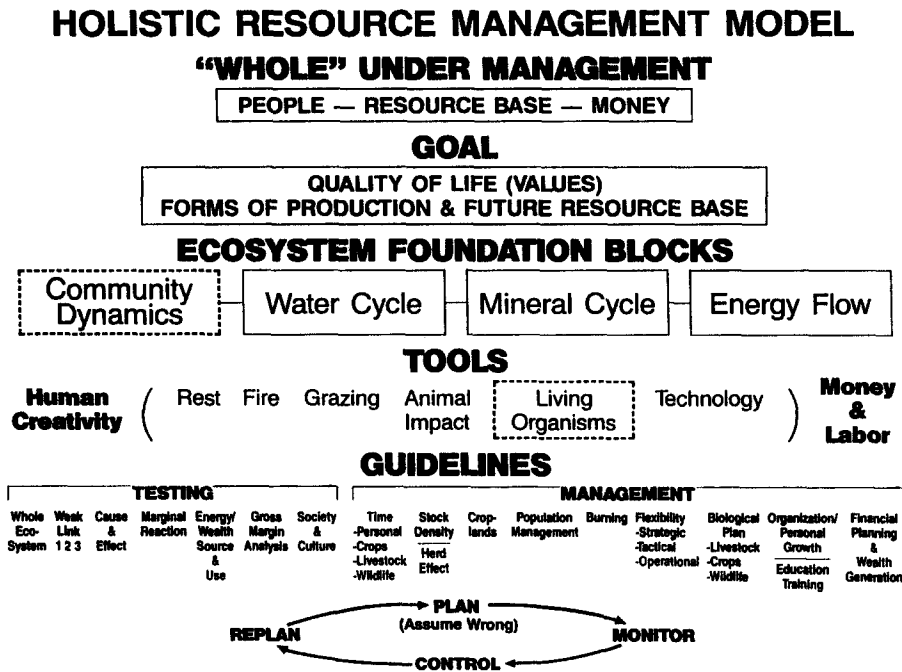 HOLISTIC RESOURCE MANAGEMENT MODEL
“WHOLE” UNDER MANAGEMENT
PEOPLE — RESOURCE BASE — MONEY
GOAL
QUALITY OF LIFE (VALUES)
FORMS OF PRODUCTION & FUTURE RESOURCE BASE
ECOSYSTEM FOUNDATION BLOCKS
Community
Dynamics
Water Cycle
Mineral Cycle
Energy Flow
TOOLS
Human
Creativity
(
Rest
Fire
Grazing
Animal
Impact
Living
Organisms
Technology
)
Money
&
Labor
GUIDELINES
TESTING
Whole
Eco-
System
Weak
Link
1 2 3
Cause
&
Effect
Marginal
Reaction
Energy/
Wealth
Source
&
Use
Gross
Margin
Analysis
Society
&
Culture
MANAGEMENT
Time
-Personal
-Crops
-Livestock
-Wildlife
Stock
Density
Herd
Effect
Crop-
lands
Population
Management
Burning
Flexibility
-Strategic
-Tactical
-Operational
Biological
Plan
-Livestock
-Crops
-Wildlife
Organization/
Personal
Growth
Education
Training
Financial
Planning
&
Wealth
Generation
PLAN
(Assume Wrong)
REPLAN
MONITOR
CONTROL